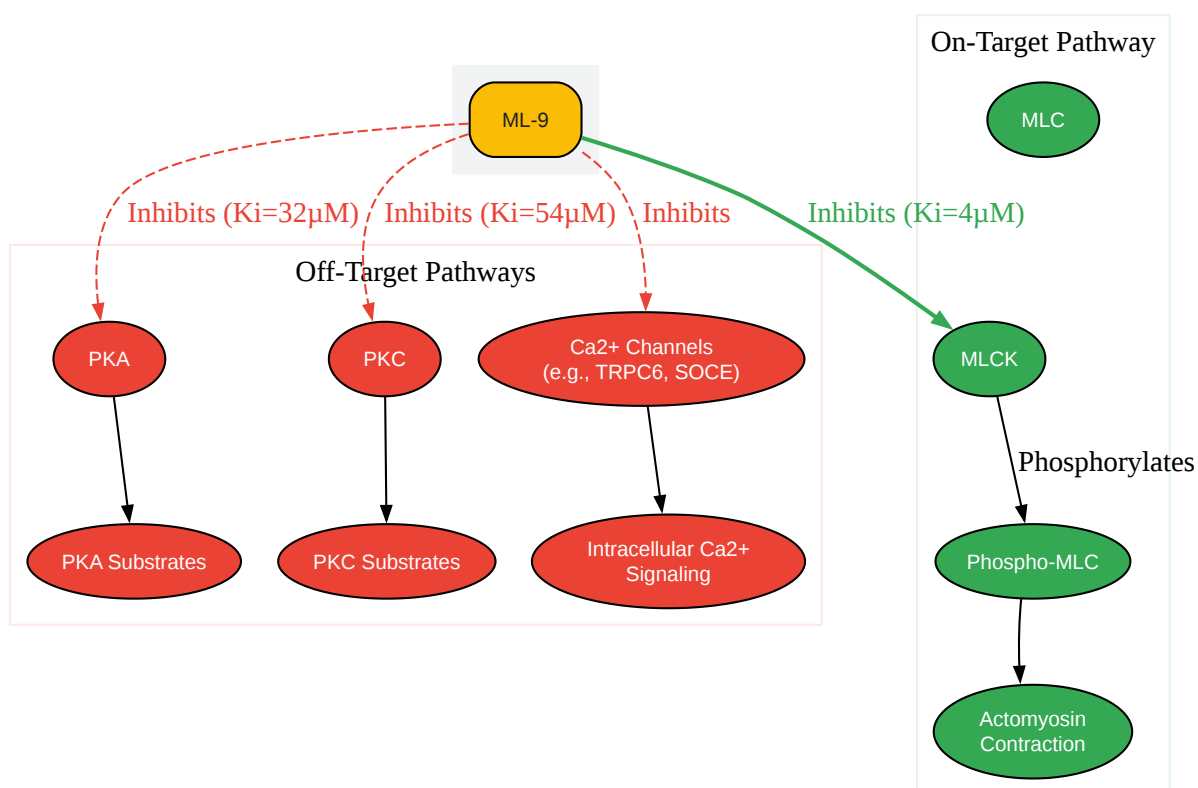 On-Target Pathway
ML-9
MLC
Inhibits (Ki=32µM)
Inhibits (Ki=54µM)
Inhibits
Inhibits (Ki=4µM)
Off-Target Pathways
PKA
PKC
Ca2+ Channels
(e.g., TRPC6, SOCE)
MLCK
Phosphorylates
PKA Substrates
PKC Substrates
Intracellular Ca2+
Signaling
Phospho-MLC
Actomyosin
Contraction